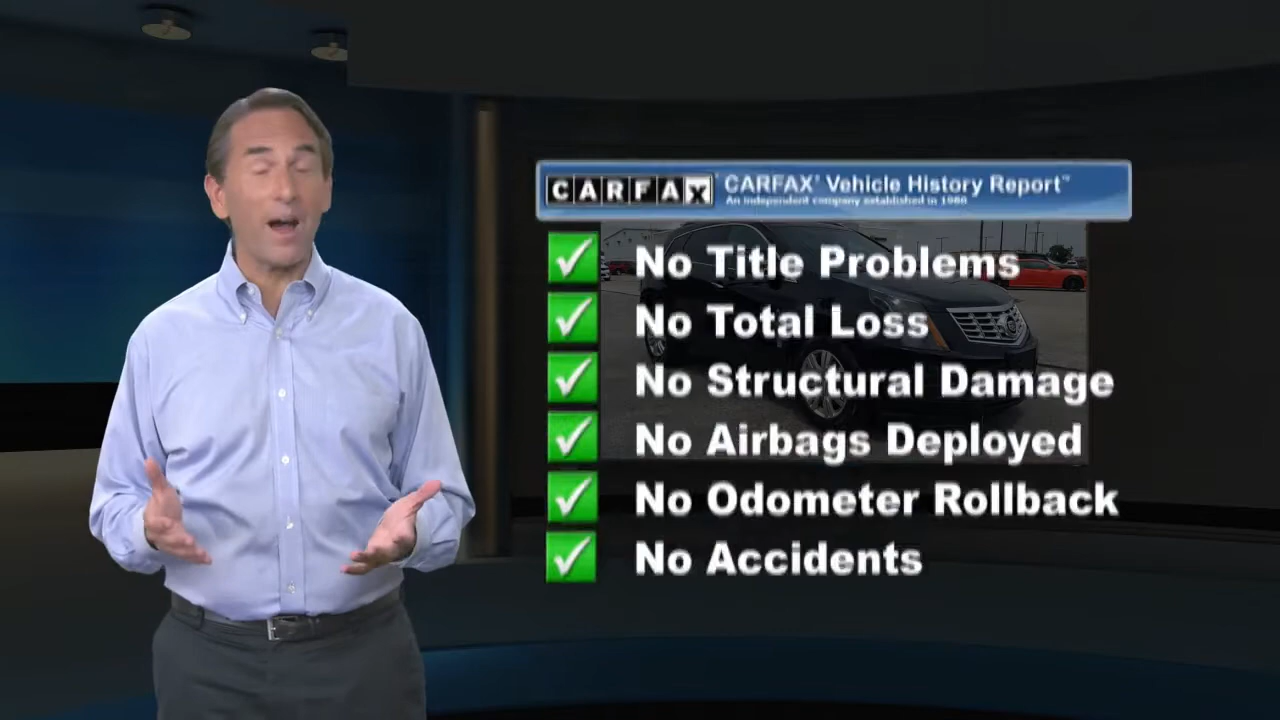 CARFAX CARFAX® Vehicle History Report™
An independent company established in 1986
No Title Problems
No Total Loss
No Structural Damage
No Airbags Deployed
No Odometer Rollback
No Accidents